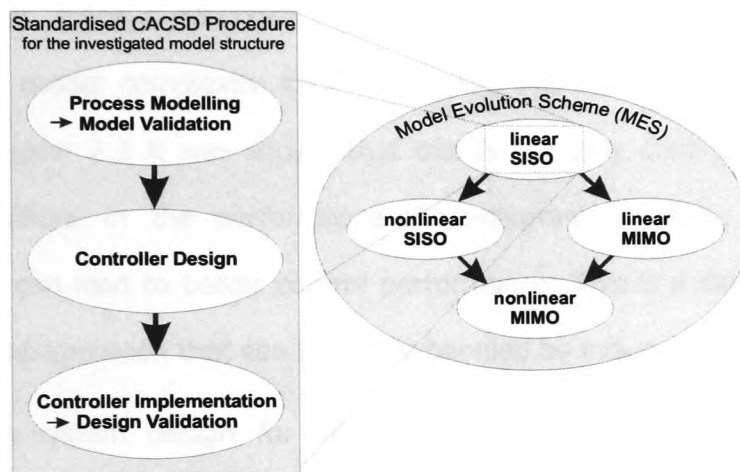 Standardised CACSD Procedure
for the investigated model structure
Process Modelling
→ Model Validation
Controller Design
Controller Implementation
→ Design Validation
Model Evolution Scheme (MES)
linear
SISO
nonlinear
SISO
linear
MIMO
nonlinear
MIMO